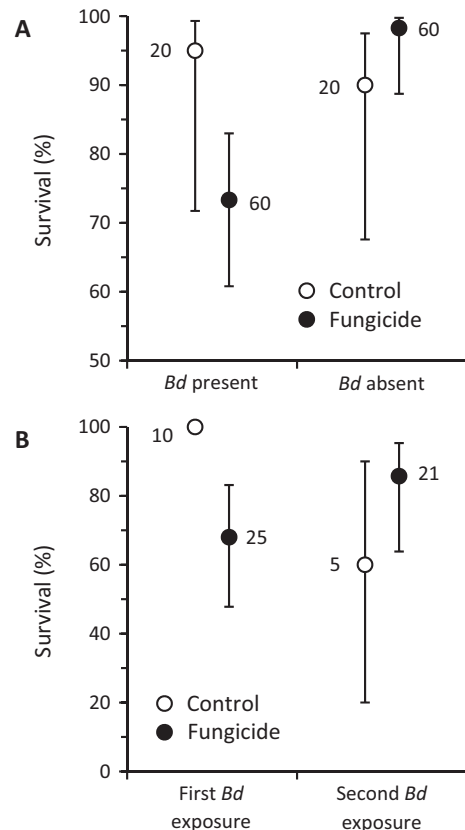 A
Survival (%)
100
90
80
70
60
50
20
60
20
60
Control
Fungicide
Bd present
Bd absent
B
Survival (%)
100
80
60
40
20
0
10
25
5
21
Control
Fungicide
First Bd
exposure
Second Bd
exposure